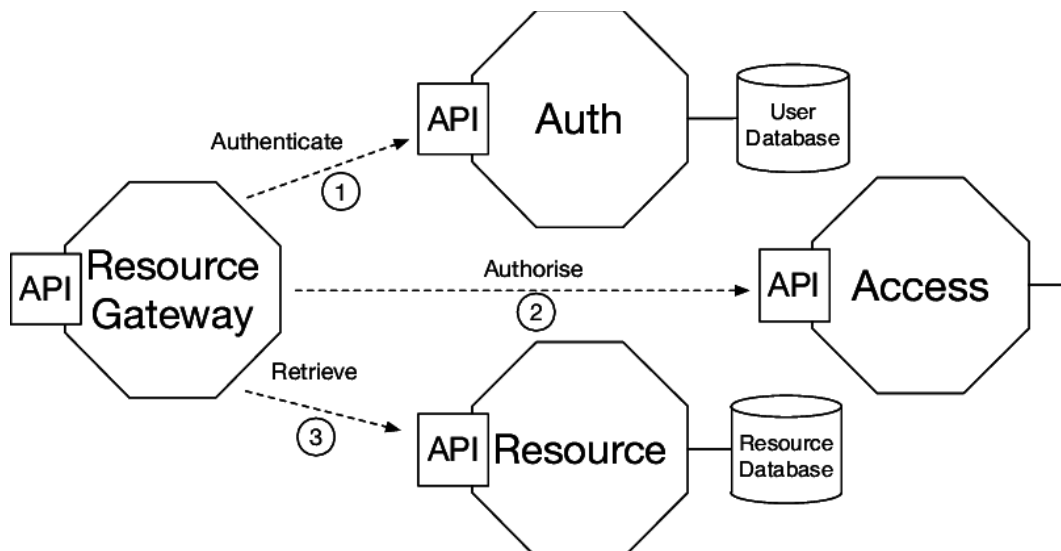 API
Auth
User
Database
Authenticate
1
API
Resource
Gateway
Authorise
2
API
Access
Retrieve
3
API
Resource
Resource
Database